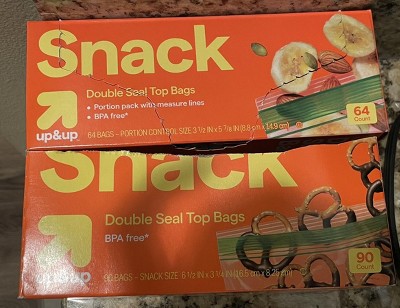 Snack
Double Seal Top Bags
• Portion pack with measure lines
• BPA free*
up&up
64 BAGS – PORTION CONTROL SIZE 3 1/2 IN x 5 7/8 IN (8.8 cm x 14.9 cm)
64
Count
Snack
Double Seal Top Bags
BPA free*
up&up
90 BAGS – SNACK SIZE 6 1/2 IN x 3 1/4 IN (16.5 cm x 8.25 cm)
90
Count